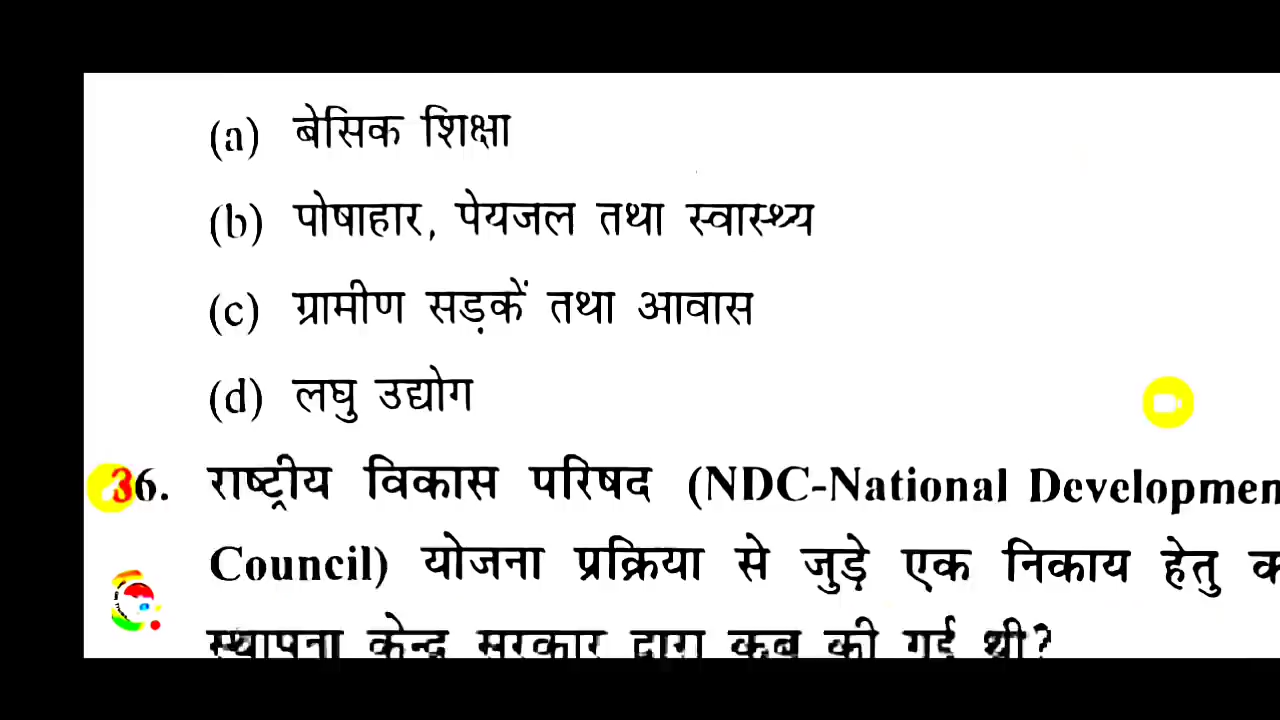 (a) बेसिक शिक्षा
(b) पोषाहार, पेयजल तथा स्वास्थ्य
(c) ग्रामीण सड़कें तथा आवास
(d) लघु उद्योग
36. राष्ट्रीय विकास परिषद (NDC-National Developmen
Council) योजना प्रक्रिया से जुड़े एक निकाय हेतु
स्थापना केन्द्र सरकार द्वारा कब की गई थी?